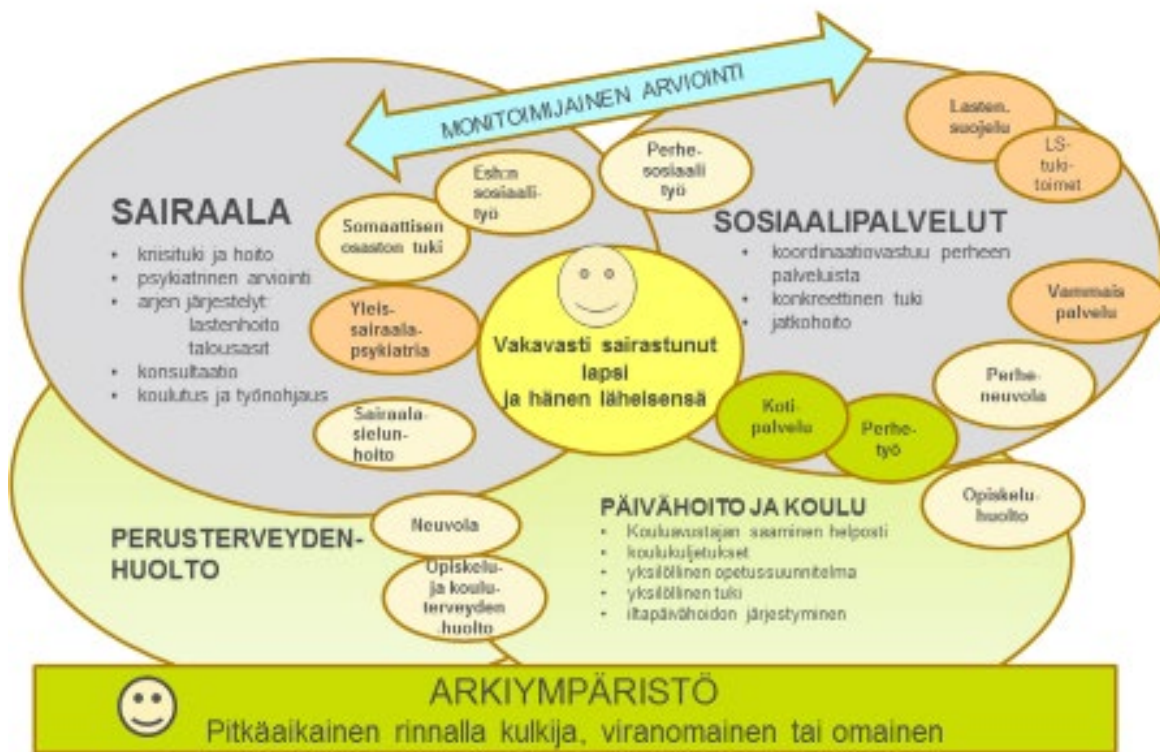 MONITOIMIJAINEN ARVIOINTI
SAIRAALA
• kriisituki ja hoito
• psykiatrinen arviointi
• arjen järjestelyt:
lastenhoito
talousasit
• konsultaatio
• koulutus ja työnohjaus
Esh:n
sosiaali-
työ
Somaattisen
osaston tuki
Yleis-
sairaala-
psykiatria
Sairaala-
sielun-
hoito
Perhe-
sosiaali
työ
Lasten.
suojelu
LS-
tuki-
toimet
SOSIAALIPALVELUT
• koordinaatiovastuu perheen
palveluista
• konkreettinen tuki
• jatkohoito
Vammais
palvelu
Perhe-
neuvola
Vakavasti sairastunut
lapsi
ja hänen läheisensä
Koti-
palvelu
Perhe-
työ
Opiskelu-
huolto
PERUSTERVEYDEN-
HUOLTO
Neuvola
Opiskelu-
ja koulu-
terveyden
-huolto
PÄIVÄHOITO JA KOULU
• Kouluavustajan saaminen helposti
• koulukuljetukset
• yksilöllinen opetussuunnitelma
• yksilöllinen tuki
• iltapäivähoidon järjestyminen
ARKIYMPÄRISTÖ
Pitkäaikainen rinnalla kulkija, viranomainen tai omainen